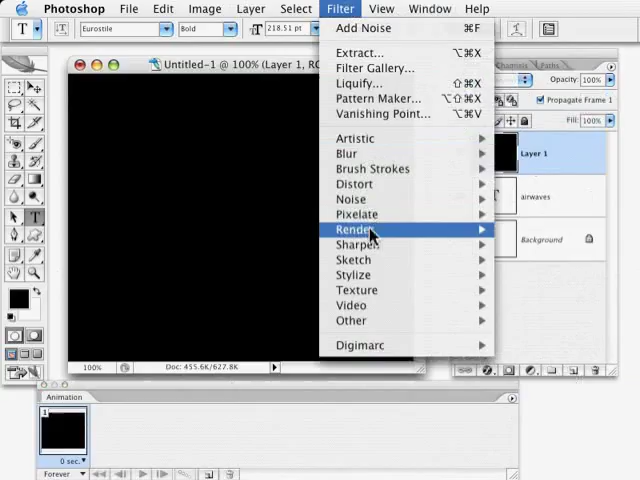 Photoshop File Edit Image Layer Select Filter View Window Help
T Eurostile Bold T 218.51 pt
Add Noise ⌘F
Extract... ⌥⌘X
Filter Gallery...
Liquify... ⇧⌘X
Pattern Maker... ⌥⇧⌘X
Vanishing Point... ⌥⌘V
Artistic
Blur
Brush Strokes
Distort
Noise
Pixelate
Render
Sharpen
Sketch
Stylize
Texture
Video
Other
Digimarc
Untitled-1 @ 100% (Layer 1, RG
Channels Paths
Opacity: 100%
Propagate Frame 1
Fill: 100%
Layer 1
airwaves
Background
T
100% Doc: 455.6K/627.8K
Animation
1
0 sec.
Forever